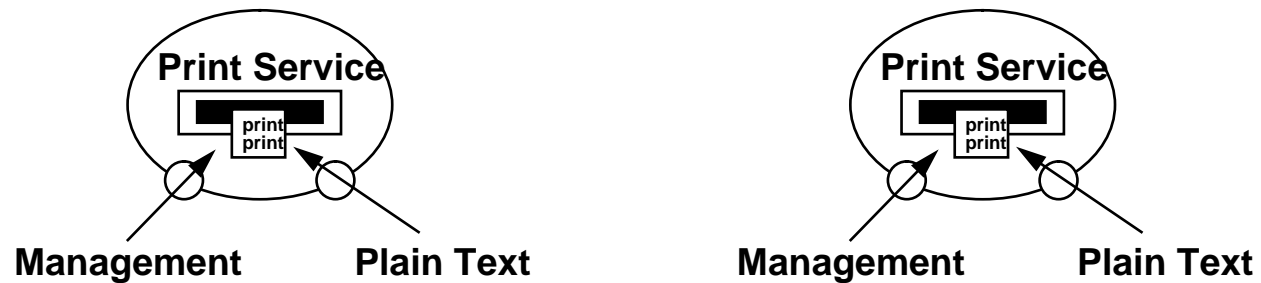 Print Service
print
print
Management
Plain Text
Print Service
print
print
Management
Plain Text